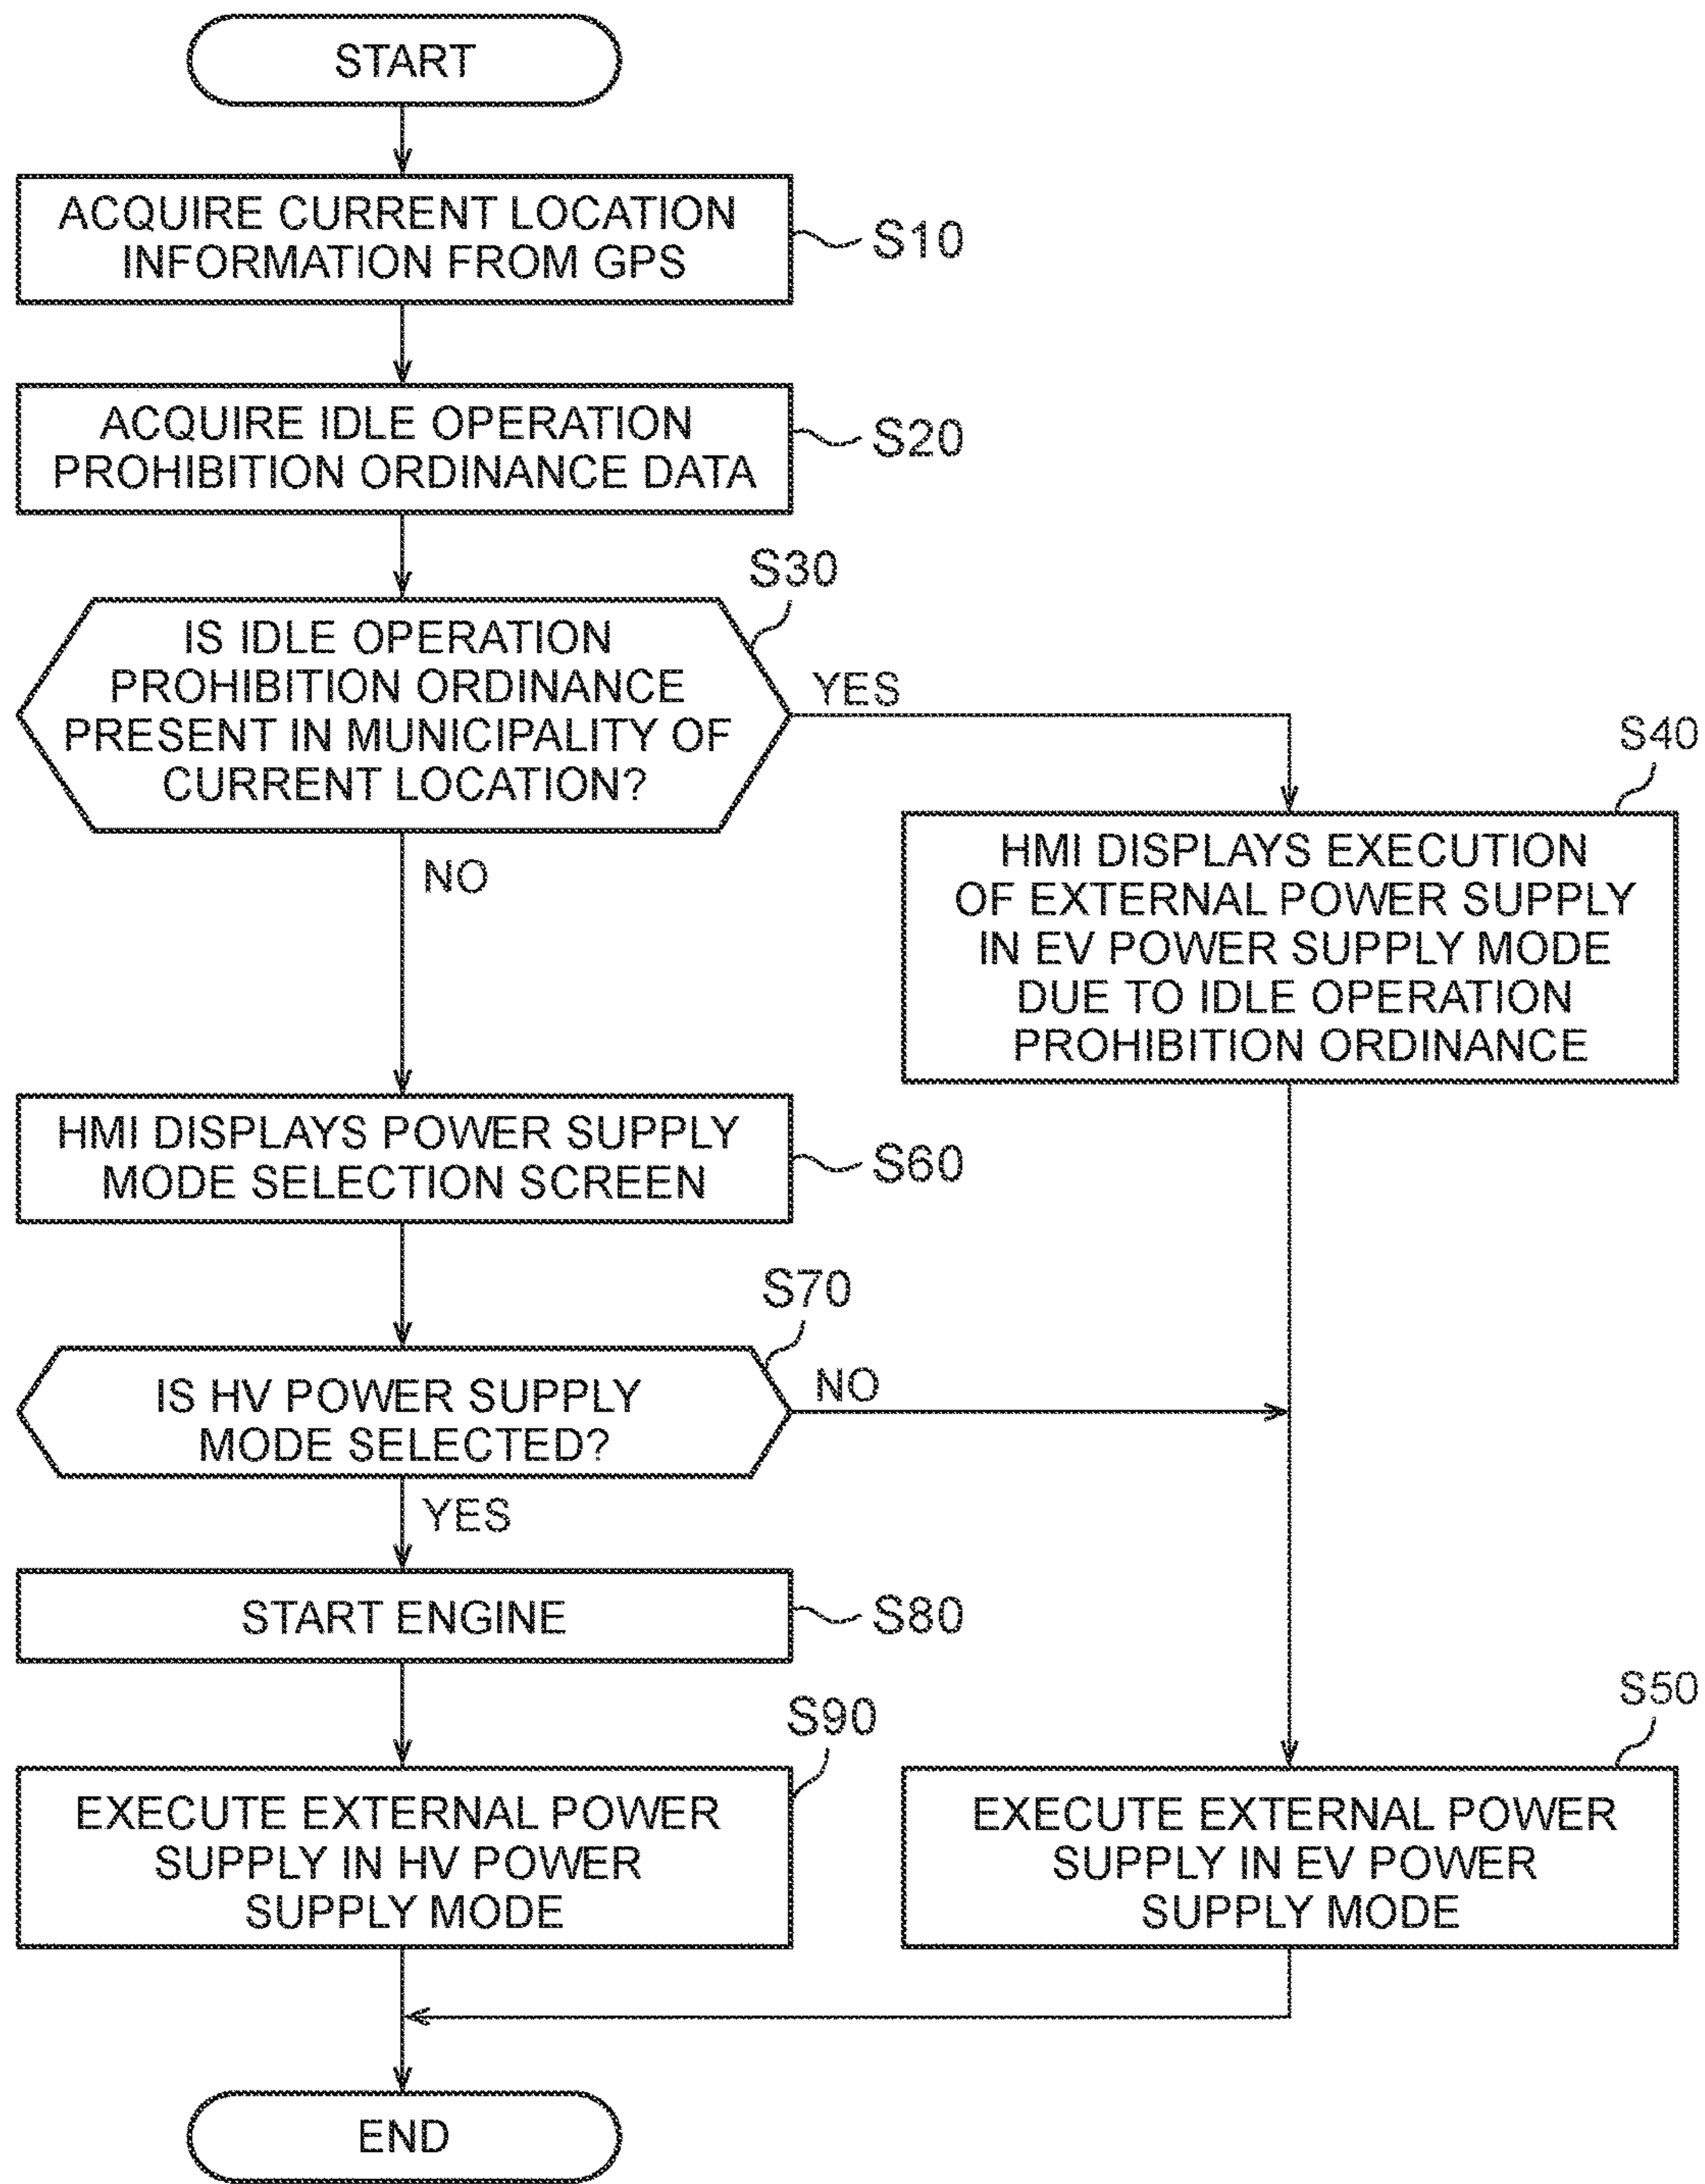 START
ACQUIRE CURRENT LOCATION
INFORMATION FROM GPS
S10
ACQUIRE IDLE OPERATION
PROHIBITION ORDINANCE DATA
S20
S30
IS IDLE OPERATION
PROHIBITION ORDINANCE
PRESENT IN MUNICIPALITY OF
CURRENT LOCATION?
YES
NO
S40
HMI DISPLAYS EXECUTION
OF EXTERNAL POWER SUPPLY
IN EV POWER SUPPLY MODE
DUE TO IDLE OPERATION
PROHIBITION ORDINANCE
HMI DISPLAYS POWER SUPPLY
MODE SELECTION SCREEN
S60
S70
IS HV POWER SUPPLY
MODE SELECTED?
NO
YES
START ENGINE
S80
S90
EXECUTE EXTERNAL POWER
SUPPLY IN HV POWER
SUPPLY MODE
S50
EXECUTE EXTERNAL POWER
SUPPLY IN EV POWER
SUPPLY MODE
END